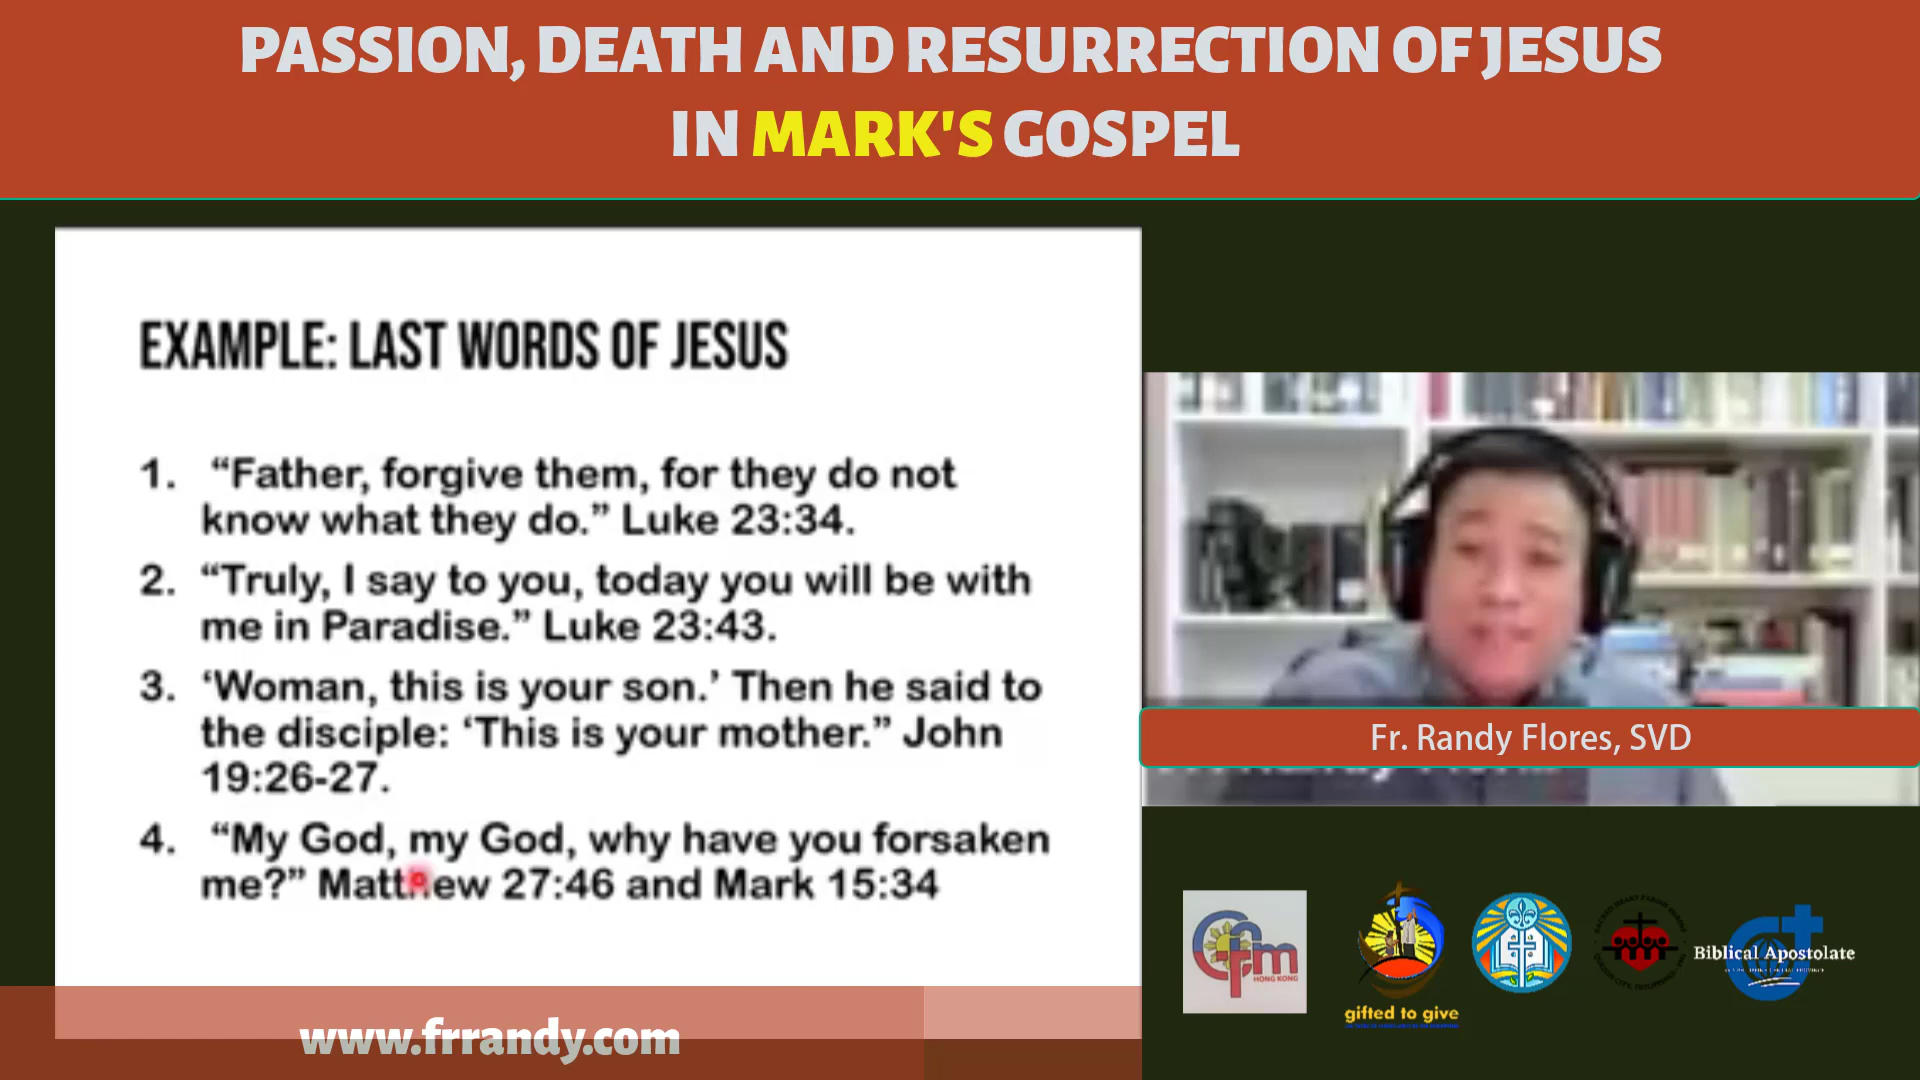 PASSION, DEATH AND RESURRECTION OF JESUS
IN MARK'S GOSPEL
EXAMPLE: LAST WORDS OF JESUS
1. “Father, forgive them, for they do not
know what they do.” Luke 23:34.
2. “Truly, I say to you, today you will be with
me in Paradise.” Luke 23:43.
3. ‘Woman, this is your son.’ Then he said to
the disciple: ‘This is your mother.” John
19:26-27.
4. “My God, my God, why have you forsaken
me?” Matthew 27:46 and Mark 15:34
Fr. Randy Flores, SVD
cffm
HONG KONG
gifted to give
Biblical Apostolate
www.frrandy.com